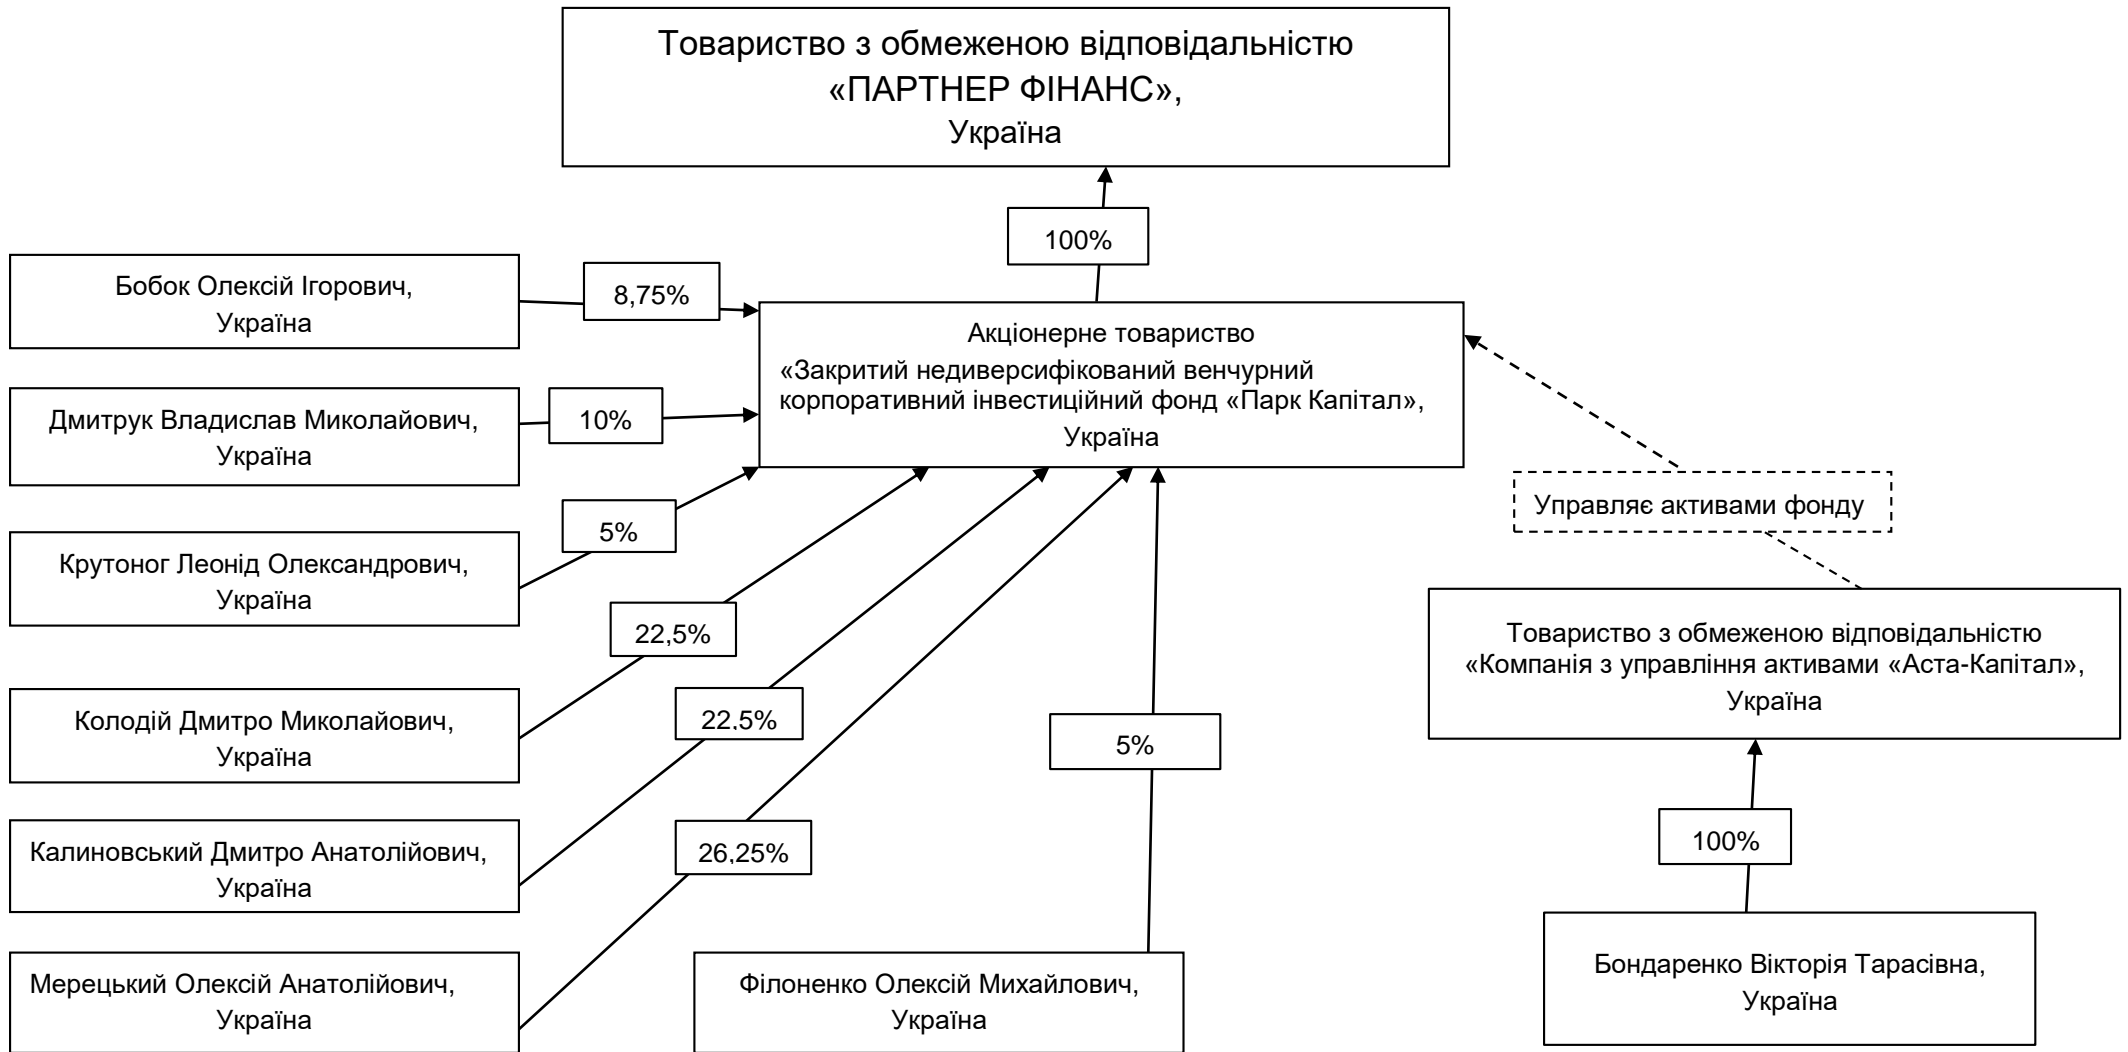 Товариство з обмеженою відповідальністю
«ПАРТНЕР ФІНАНС»,
Україна
100%
Бобок Олексій Ігорович,
Україна
8,75%
Акціонерне товариство
«Закритий недиверсифікований венчурний
корпоративний інвестиційний фонд «Парк Капітал»,
Україна
Дмитрук Владислав Миколайович,
Україна
10%
Управляє активами фонду
Крутоног Леонід Олександрович,
Україна
5%
Товариство з обмеженою відповідальністю
«Компанія з управління активами «Аста-Капітал»,
Україна
Колодій Дмитро Миколайович,
Україна
22,5%
22,5%
5%
Калиновський Дмитро Анатолійович,
Україна
26,25%
100%
Мерецький Олексій Анатолійович,
Україна
Філоненко Олексій Михайлович,
Україна
Бондаренко Вікторія Тарасівна,
Україна